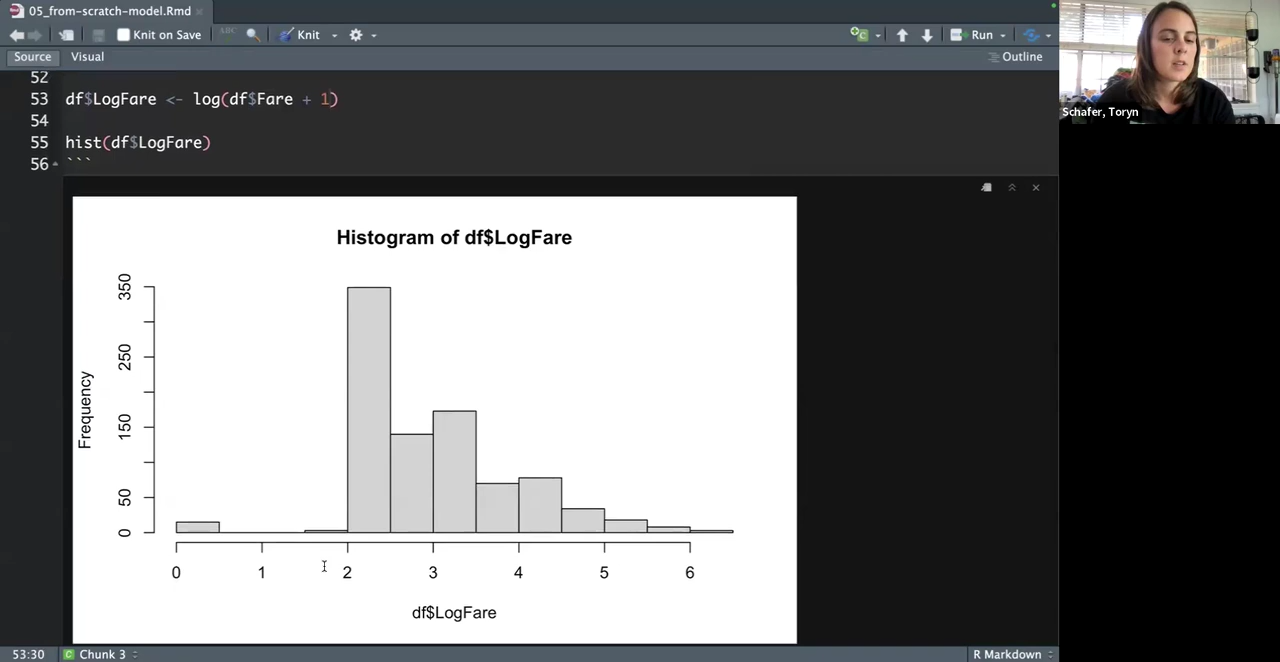 05_from-scratch-model.Rmd
ABC
Knit on Save
Knit
Run
Source
Visual
Outline
52
53 df$LogFare <- log(df$Fare + 1)
54
55 hist(df$LogFare)
56 ```
Histogram of df$LogFare
Frequency
350
250
150
50
0
0 1 2 3 4 5 6
df$LogFare
53:30
C Chunk 3
R Markdown
Schafer, Toryn